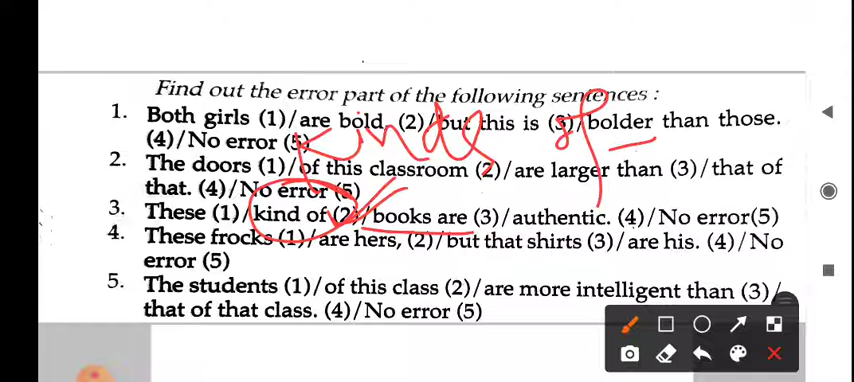 Find out the error part of the following sentences :
1. Both girls (1)/are bold, (2)/but this is (3)/bolder than those.
(4)/No error (5)
kinds of
2. The doors (1)/of this classroom (2)/are larger than (3)/that of
that. (4)/No error (5)
3. These (1)/kind of (2)/books are (3)/authentic. (4)/No error(5)
4. These frocks (1)/are hers, (2)/but that shirts (3)/are his. (4)/No
error (5)
5. The students (1)/of this class (2)/are more intelligent than (3)/
that of that class. (4)/No error (5)